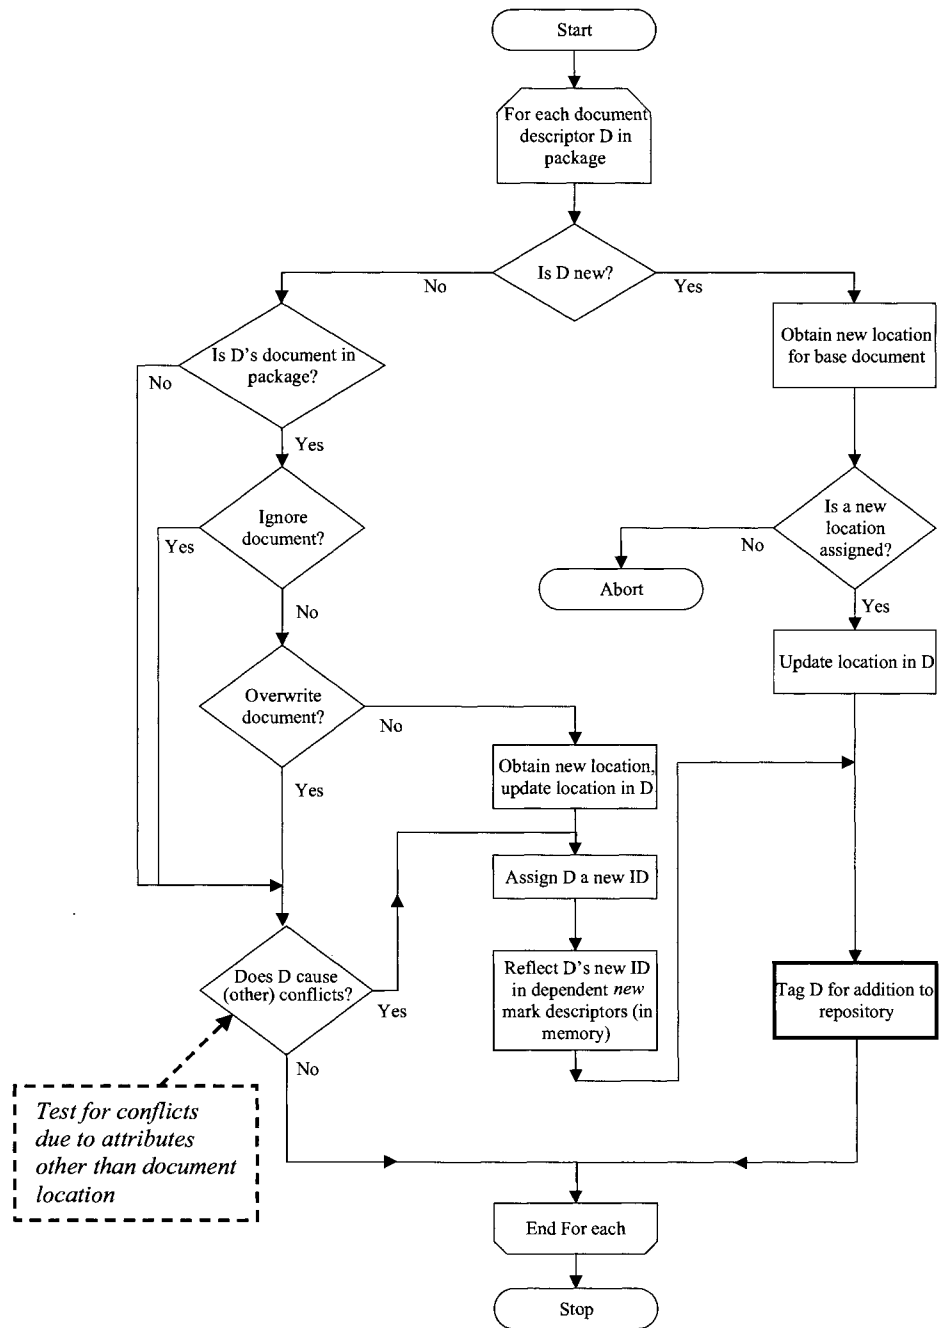 Start
For each document
descriptor D in
package
Is D new?
No
Yes
Is D's document in
package?
No
Yes
Obtain new location
for base document
Ignore
document?
Yes
No
Is a new
location
assigned?
No
Yes
Abort
Update location in D
Overwrite
document?
No
Yes
Obtain new location,
update location in D
Assign D a new ID
Does D cause
(other) conflicts?
Yes
No
Reflect D's new ID
in dependent new
mark descriptors (in
memory)
Tag D for addition to
repository
Test for conflicts
due to attributes
other than document
location
End For each
Stop